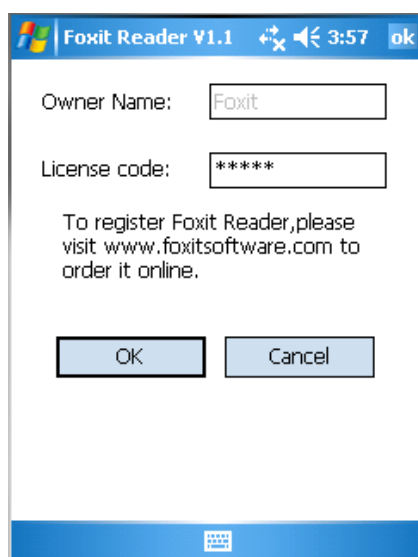 Foxit Reader V1.1 3:57 ok
Owner Name: Foxit
License code: *****
To register Foxit Reader,please
visit www.foxitsoftware.com to
order it online.
OK Cancel